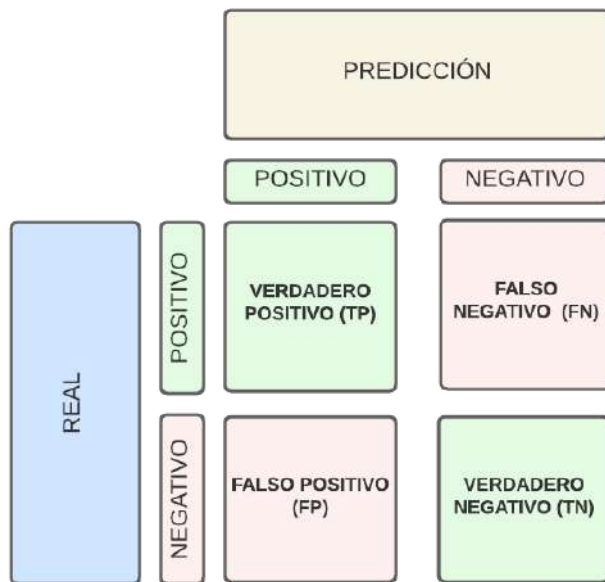 PREDICCIÓN
POSITIVO
NEGATIVO
REAL
POSITIVO
VERDADERO
POSITIVO (TP)
FALSO
NEGATIVO (FN)
NEGATIVO
FALSO POSITIVO
(FP)
VERDADERO
NEGATIVO (TN)